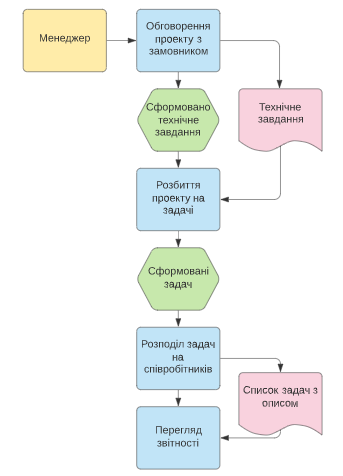 Менеджер
Обговорення
проекту з
замовником
Сформовано
технічне
завдання
Технічне
завдання
Розбиття
проекту на
задачі
Сформовані
задач
Розподіл задач
на
співробітників
Список задач з
описом
Перегляд
звітності